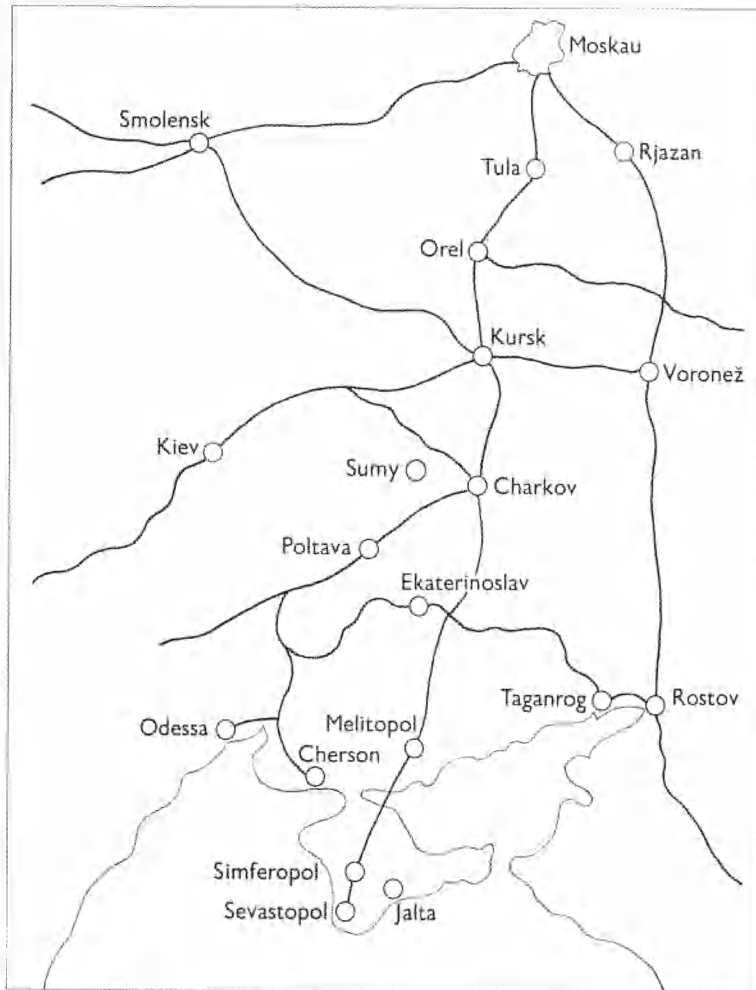 Moskau
Smolensk
Rjazan
Tula
Orel
Kursk
Voronež
Kiev
Sumy
Charkov
Poltava
Ekaterinoslav
Taganrog
Rostov
Odessa
Melitopol
Cherson
Simferopol
Sevastopol
Jalta